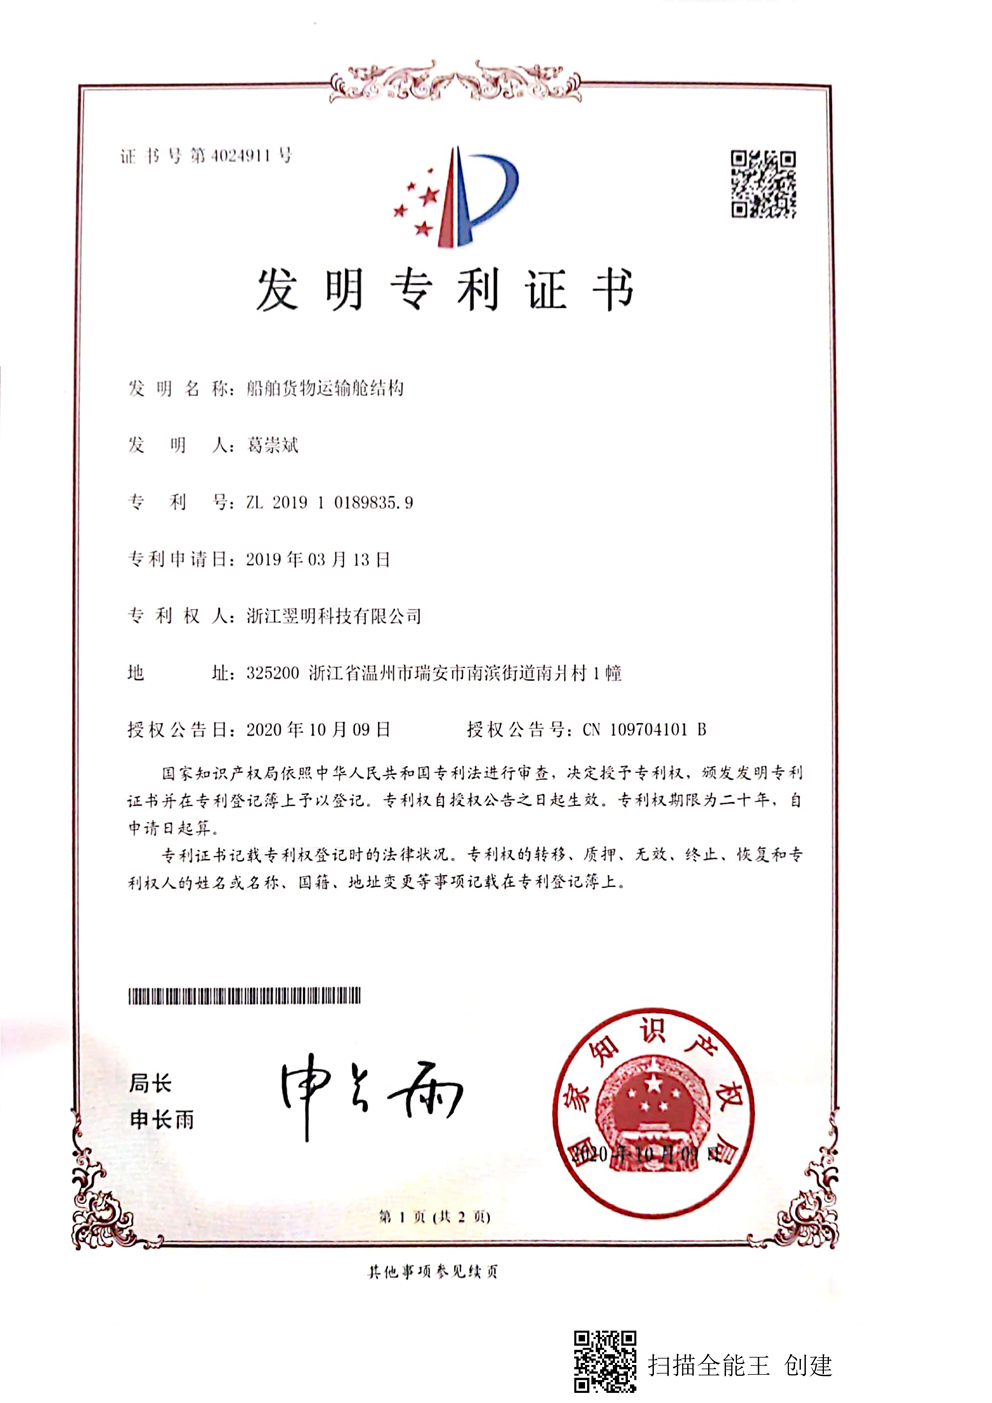 证书号第4024911号
发明专利证书
发明名称：船舶货物运输舱结构
发明人：葛崇斌
专利号：ZL 2019 1 0189835.9
专利申请日：2019年03月13日
专利权人：浙江翌明科技有限公司
地址：325200 浙江省温州市瑞安市南滨街道南爿村1幢
授权公告日：2020年10月09日 授权公告号：CN 109704101 B
国家知识产权局依照中华人民共和国专利法进行审查，决定授予专利权，颁发发明专利
证书并在专利登记簿上予以登记。专利权自授权公告之日起生效。专利权期限为二十年，自
申请日起算。
专利证书记载专利权登记时的法律状况。专利权的转移、质押、无效、终止、恢复和专
利权人的姓名或名称、国籍、地址变更等事项记载在专利登记簿上。
局长
申长雨
申长雨
国家知识产权局
2020年10月09日
第 1 页 (共 2 页)
其他事项参见续页
扫描全能王 创建